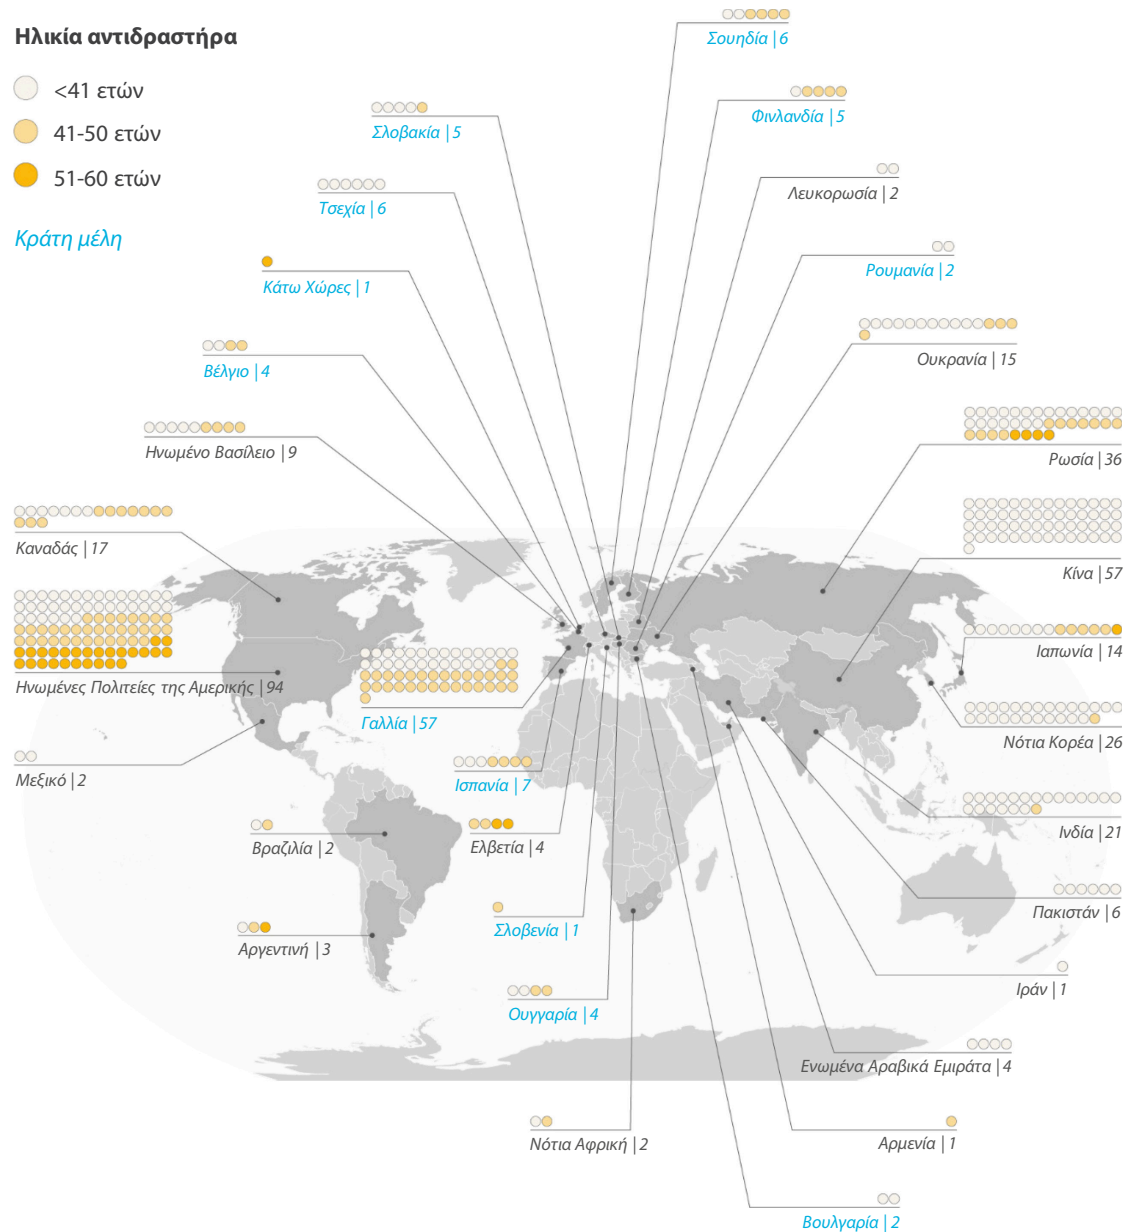 Ηλικία αντιδραστήρα
<41 ετών
41-50 ετών
51-60 ετών
Κράτη μέλη
Σουηδία | 6
Φινλανδία | 5
Σλοβακία | 5
Λευκορωσία | 2
Τσεχία | 6
Ρουμανία | 2
Κάτω Χώρες | 1
Ουκρανία | 15
Βέλγιο | 4
Ηνωμένο Βασίλειο | 9
Ρωσία | 36
Καναδάς | 17
Κίνα | 57
Ιαπωνία | 14
Ηνωμένες Πολιτείες της Αμερικής | 94
Γαλλία | 57
Νότια Κορέα | 26
Μεξικό | 2
Ισπανία | 7
Ινδία | 21
Βραζιλία | 2
Ελβετία | 4
Πακιστάν | 6
Σλοβενία | 1
Αργεντινή | 3
Ιράν | 1
Ουγγαρία | 4
Ενωμένα Αραβικά Εμιράτα | 4
Νότια Αφρική | 2
Αρμενία | 1
Βουλγαρία | 2